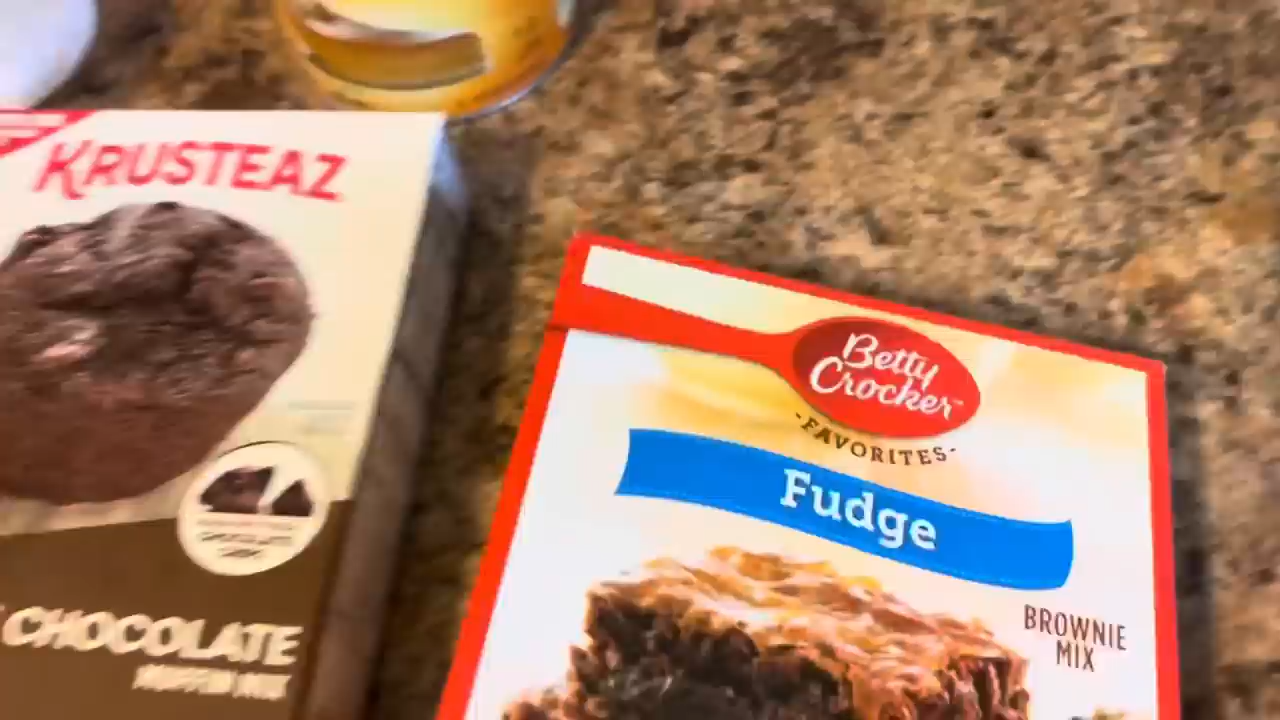 KRUSTEAZ
CHOCOLATE
MUFFIN MIX
Betty
Crocker
FAVORITES
Fudge
BROWNIE
MIX